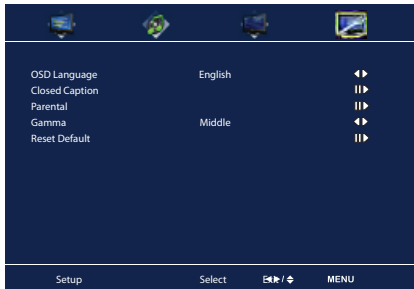 OSD Language English
Closed Caption
Parental
Gamma Middle
Reset Default
Setup Select MENU